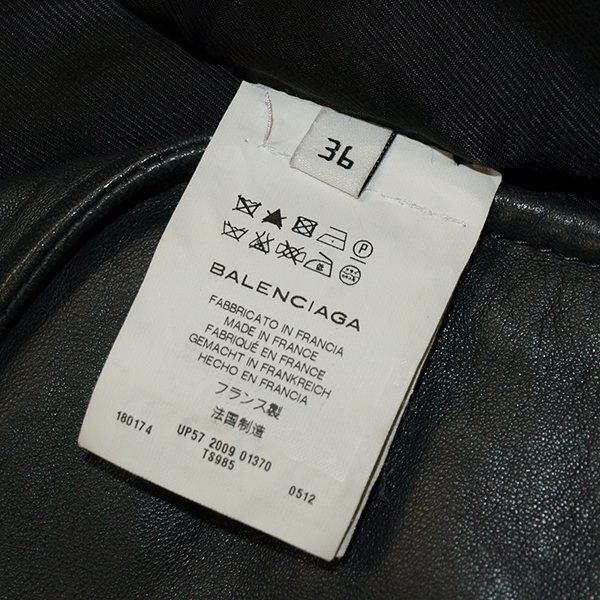 36
BALENCIAGA
FABBRICATO IN FRANCIA
MADE IN FRANCE
FABRIQUÉ EN FRANCE
GEMACHT IN FRANKREICH
HECHO EN FRANCIA
フランス製
法国制造
180174 UP57 2009 01370 0512
TS985